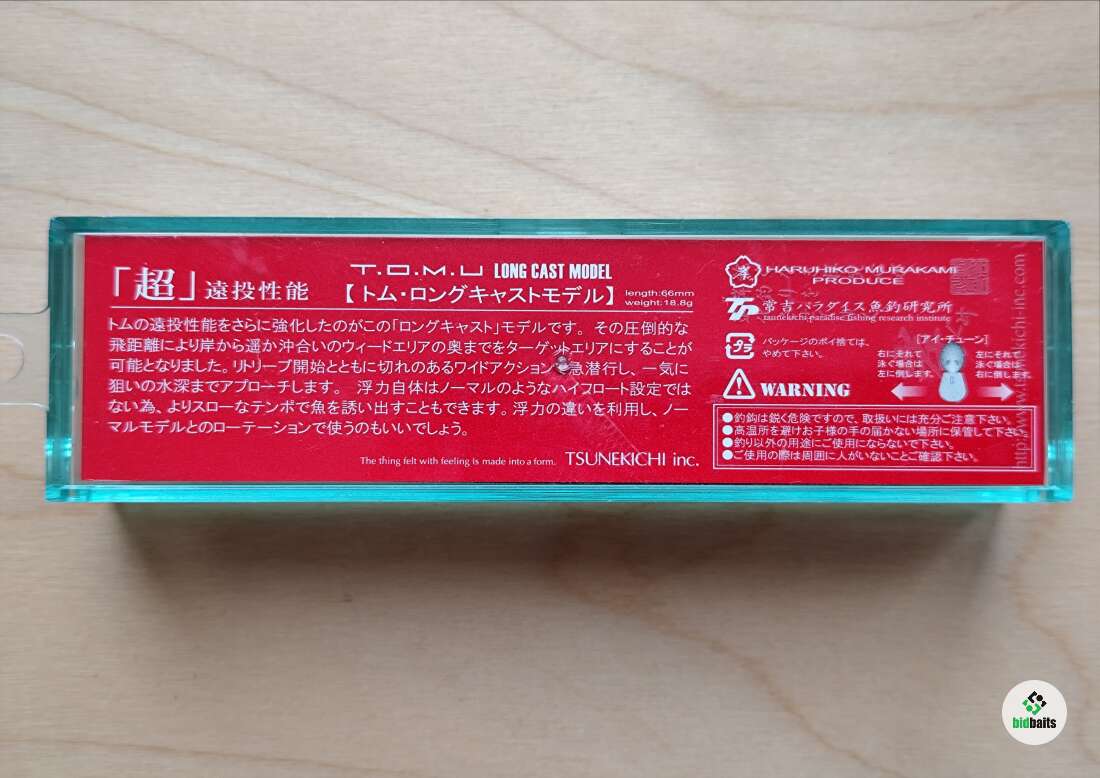 「超」遠投性能
T.O.M.U LONG CAST MODEL
【トム・ロングキャストモデル】
length:66mm
weight:18.8g
トムの遠投性能をさらに強化したのがこの「ロングキャスト」モデルです。その圧倒的な
飛距離により岸から遥か沖合いのウィードエリアの奥までをターゲットエリアにすることが
可能となりました。リトリーブ開始とともに切れのあるワイドアクションで急潜行し、一気に
狙いの水深までアプローチします。 浮力自体はノーマルのようなハイフロート設定では
ない為、よりスローなテンポで魚を誘い出すこともできます。浮力の違いを利用し、ノー
マルモデルとのローテーションで使うのもいいでしょう。
The thing felt with feeling is made into a form. TSUNEKICHI inc.
HARUHIKO MURAKAMI
PRODUCE
常吉パラダイス魚釣研究所
tsunekichi-paradise fishing research institute
プラ
パッケージのポイ捨ては、
やめて下さい。
[アイ・チューン]
右にそれて
泳ぐ場合は
左に倒します。
左にそれて
泳ぐ場合は
右に倒します。
WARNING
●釣鈎は鋭く危険ですので、取扱いには充分ご注意下さい。
●高温所を避けお子様の手の届かない場所に保管して下さい。
●釣り以外の用途にご使用にならないで下さい。
●ご使用の際は周囲に人がいないことご確認下さい。
http://www.tsunekichi-inc.com
bidbaits